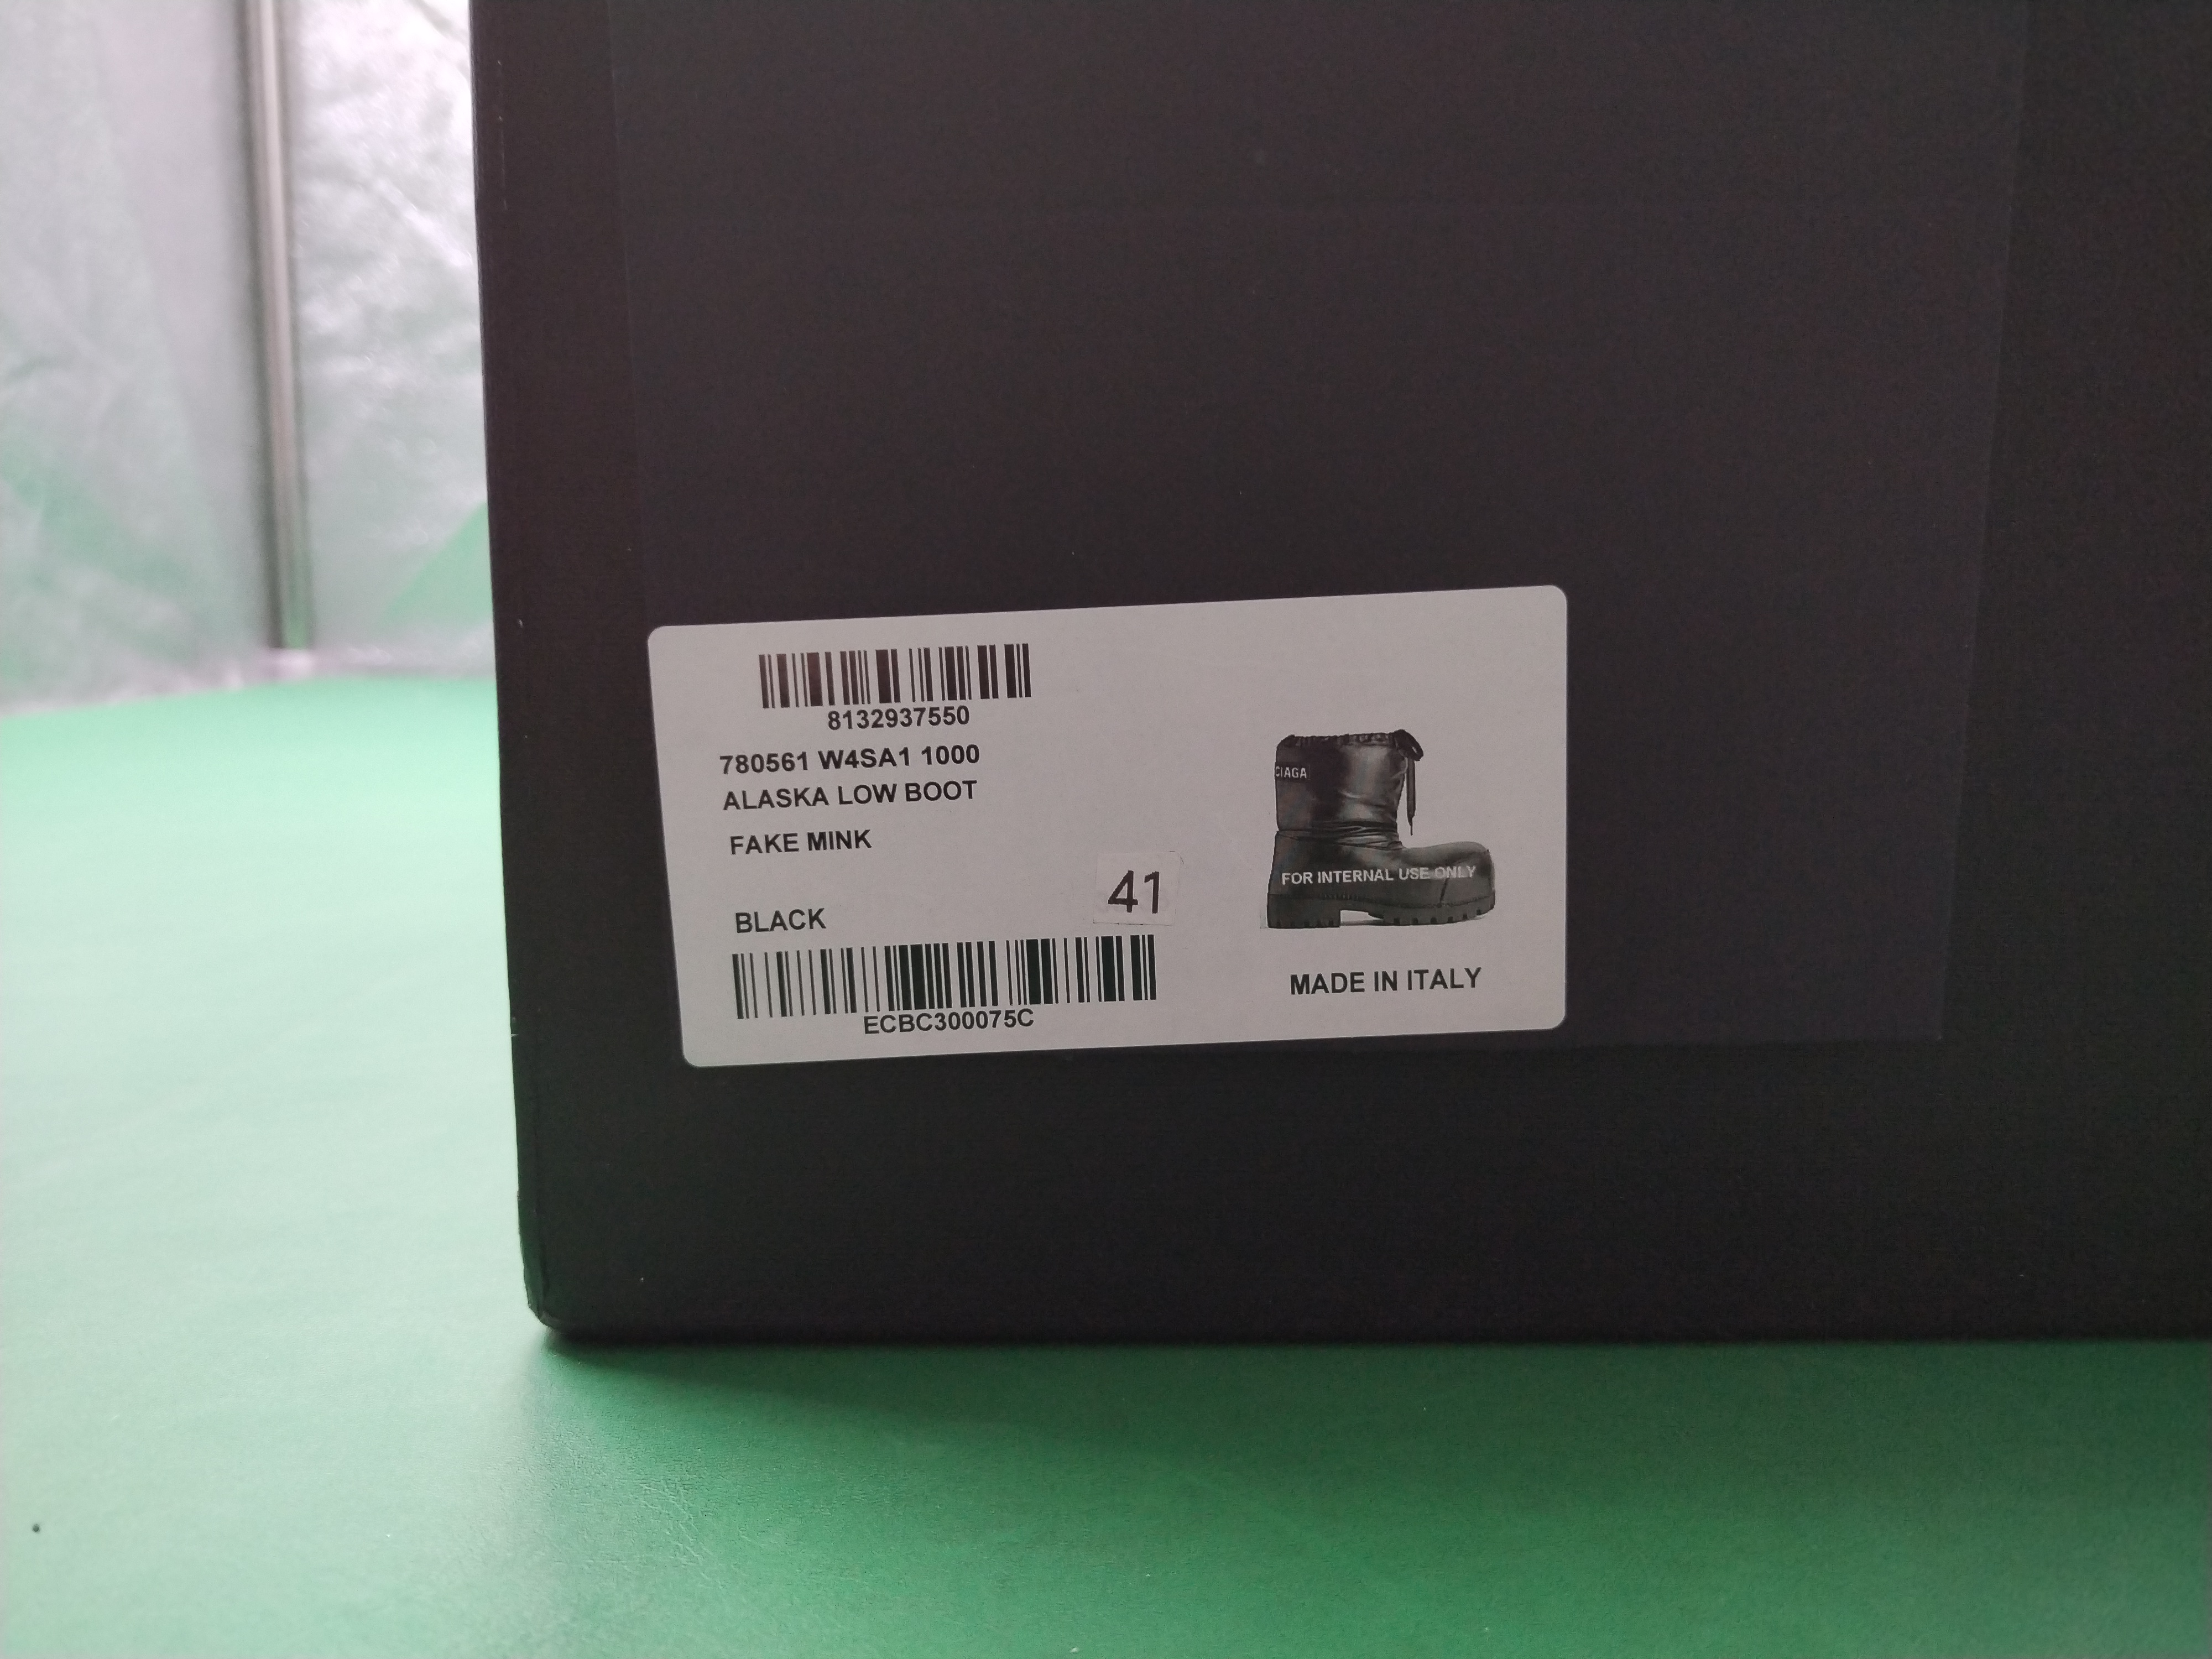 8132937550
780561 W4SA1 1000
ALASKA LOW BOOT
FAKE MINK
BLACK
41
ECBC300075C
CIAGA
FOR INTERNAL USE ONLY
MADE IN ITALY